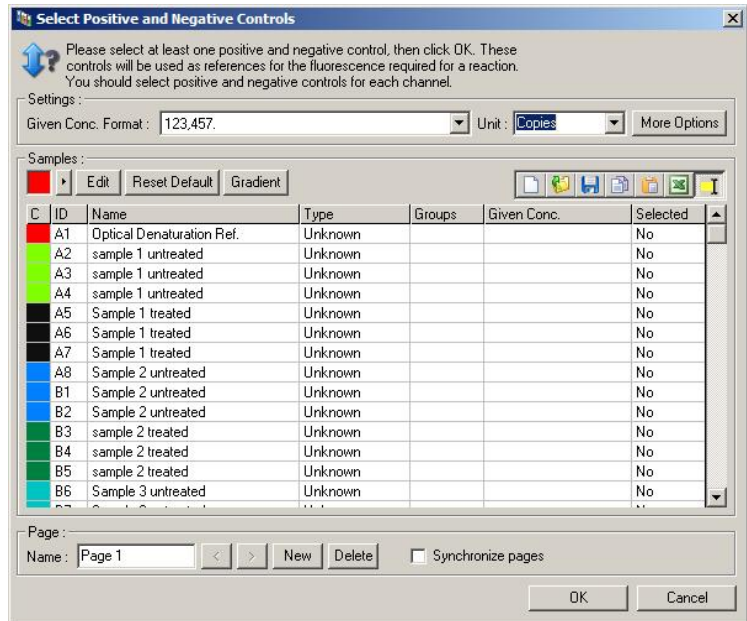 Select Positive and Negative Controls
Please select at least one positive and negative control, then click OK. These
controls will be used as references for the fluorescence required for a reaction.
You should select positive and negative controls for each channel.
Settings :
Given Conc. Format : 123,457. Unit : Copies More Options
Samples :
Edit Reset Default Gradient
C ID Name Type Groups Given Conc. Selected
A1 Optical Denaturation Ref. Unknown No
A2 sample 1 untreated Unknown No
A3 sample 1 untreated Unknown No
A4 sample 1 untreated Unknown No
A5 Sample 1 treated Unknown No
A6 Sample 1 treated Unknown No
A7 Sample 1 treated Unknown No
A8 Sample 2 untreated Unknown No
B1 Sample 2 untreated Unknown No
B2 Sample 2 untreated Unknown No
B3 sample 2 treated Unknown No
B4 sample 2 treated Unknown No
B5 sample 2 treated Unknown No
B6 Sample 3 untreated Unknown No
Page :
Name : Page 1 < > New Delete Synchronize pages
OK Cancel